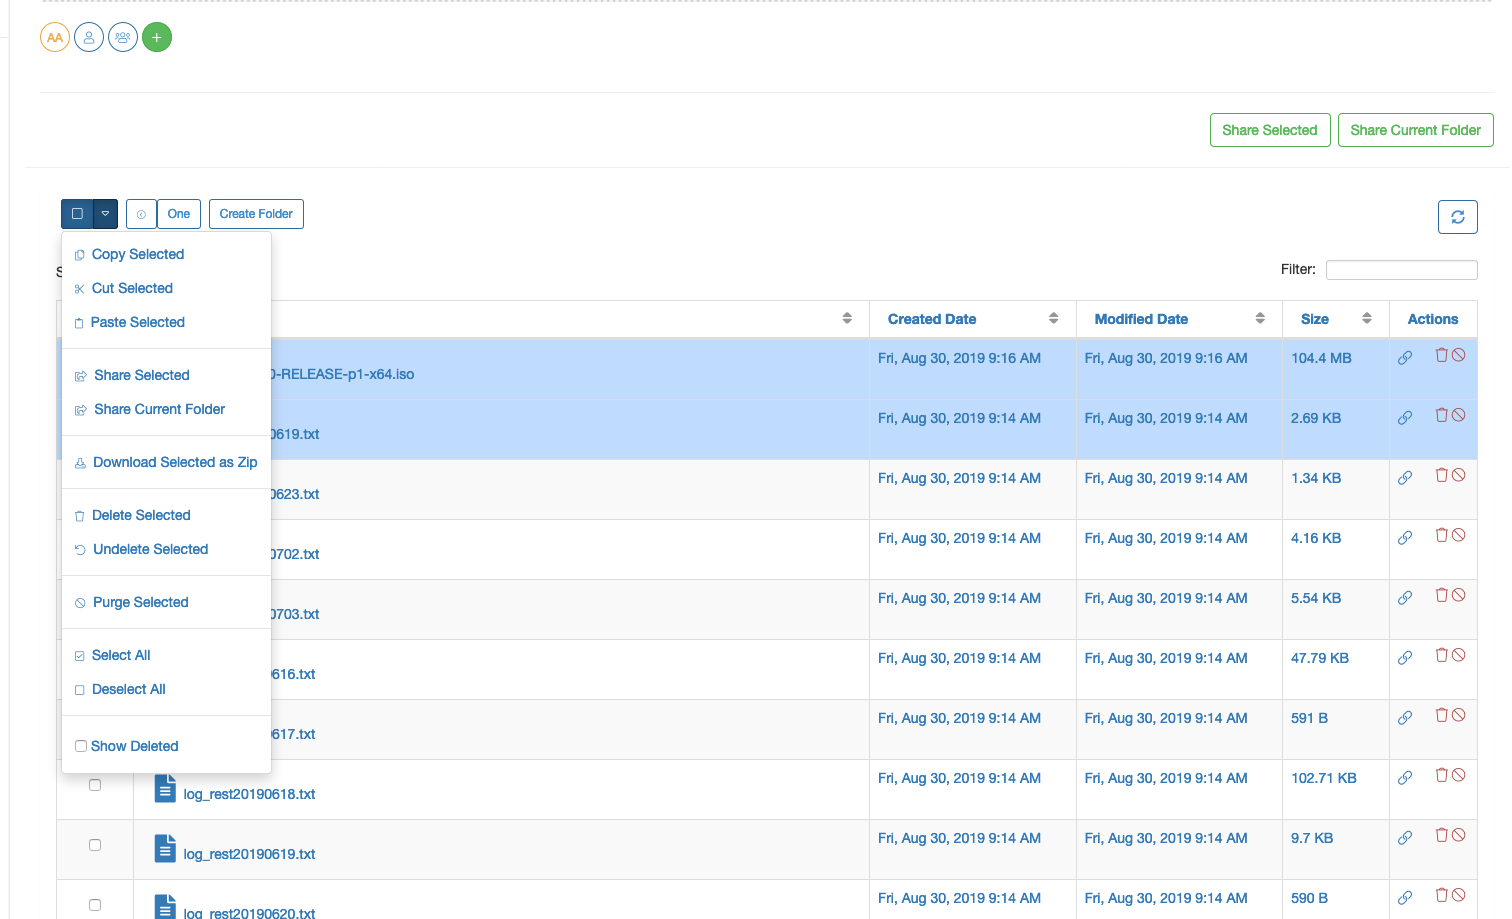 AA
Share Selected Share Current Folder
One Create Folder
Copy Selected
S Filter:
Cut Selected
Paste Selected
Created Date Modified Date Size Actions
Fri, Aug 30, 2019 9:16 AM Fri, Aug 30, 2019 9:16 AM 104.4 MB
-RELEASE-p1-x64.iso
Share Selected
Share Current Folder
Fri, Aug 30, 2019 9:14 AM Fri, Aug 30, 2019 9:14 AM 2.69 KB
0619.txt
Download Selected as Zip
Fri, Aug 30, 2019 9:14 AM Fri, Aug 30, 2019 9:14 AM 1.34 KB
0623.txt
Delete Selected
Fri, Aug 30, 2019 9:14 AM Fri, Aug 30, 2019 9:14 AM 4.16 KB
Undelete Selected
0702.txt
Purge Selected
Fri, Aug 30, 2019 9:14 AM Fri, Aug 30, 2019 9:14 AM 5.54 KB
0703.txt
Select All
Fri, Aug 30, 2019 9:14 AM Fri, Aug 30, 2019 9:14 AM 47.79 KB
0616.txt
Deselect All
Fri, Aug 30, 2019 9:14 AM Fri, Aug 30, 2019 9:14 AM 591 B
0617.txt
Show Deleted
Fri, Aug 30, 2019 9:14 AM Fri, Aug 30, 2019 9:14 AM 102.71 KB
log_rest20190618.txt
Fri, Aug 30, 2019 9:14 AM Fri, Aug 30, 2019 9:14 AM 9.7 KB
log_rest20190619.txt
Fri, Aug 30, 2019 9:14 AM Fri, Aug 30, 2019 9:14 AM 590 B
log_rest20190620.txt